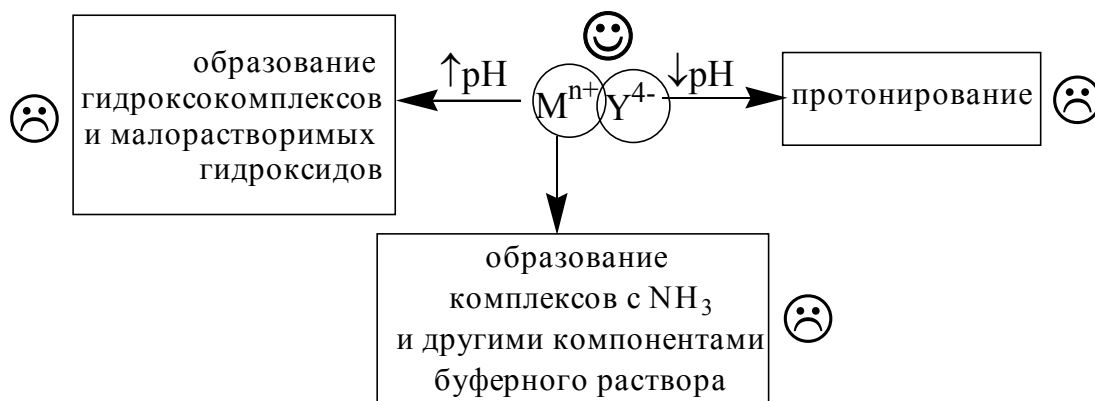 образование
гидроксокомплексов
и малорастворимых
гидроксидов
↑pH
Mⁿ⁺ Y⁴⁻
↓pH
протонирование
образование
комплексов с NH₃
и другими компонентами
буферного раствора